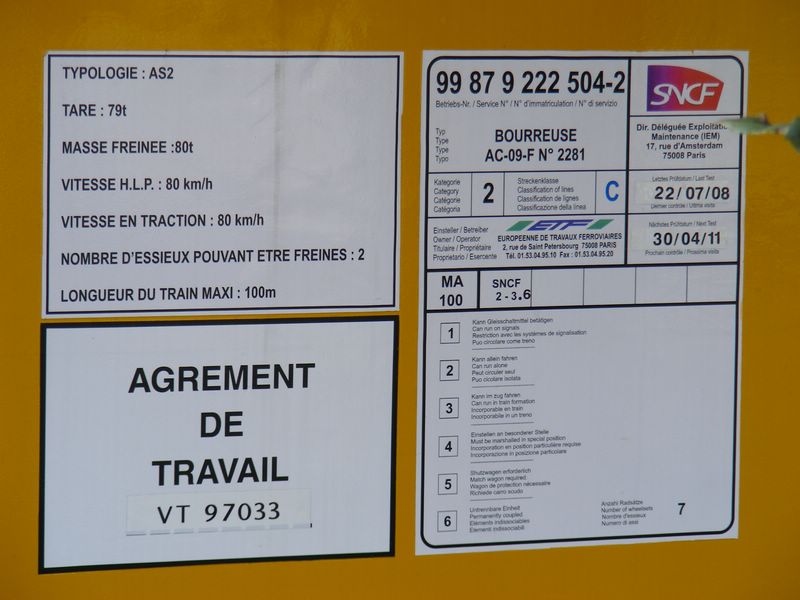 TYPOLOGIE : AS2
TARE : 79t
MASSE FREINEE :80t
VITESSE H.L.P. : 80 km/h
VITESSE EN TRACTION : 80 km/h
NOMBRE D'ESSIEUX POUVANT ETRE FREINES : 2
LONGUEUR DU TRAIN MAXI : 100m
AGREMENT
DE
TRAVAIL
VT 97033
99 87 9 222 504-2
Betriebs-Nr. / Service N° / N° d'immatriculation / N° di servizio
SNCF
Dir. Déléguée Exploitatio
Maintenance (IEM)
17, rue d'Amsterdam
75008 Paris
Typ
Type
Type
Typo
BOURREUSE
AC-09-F N° 2281
Kategorie
Category
Catégorie
Catégoria
2
Streckenklasse
Classification of lines
Classification de lignes
Classificazione della linea
C
Letztes Prüfdatum / Last Test
22/07/08
Dernier contrôle / Ultima visita
Einsteller / Betreiber
Owner / Operator
Titulaire / Propriétaire
Proprietario / Esercente
ETF
EUROPEENNE DE TRAVAUX FERROVIAIRES
2, rue de Saint Petersbourg 75008 PARIS
Tél. 01.53.04.95.10 Fax : 01.53.04.95.20
Nächstes Prüfdatum / Next Test
30/04/11
Prochain contrôle / Prossima visita
MA
100
SNCF
2 - 3.6
1
Kann Gleisschaltmittel betätigen
Can run on signals
Restriction avec les systèmes de signalisation
Puo circolare come treno
2
Kann allein fahren
Can run alone
Peut circuler seul
Puo cicolare isolata
3
Kann im zug fahren
Can run in train formation
Incorporable en train
Incorporabile in un treno
4
Einstellen an besonderer Stelle
Must be marshalled in special position
Incorporation en position particulière requise
Incorporazione in posizione particolare
5
Shutzwagen erforderlich
Match wagon required
Wagon de protection nécessaire
Richiede carro scudo
6
Untrennbare Einheit
Permanently coupled
Eléments indissociables
Elementi indissociabili
Anzahl Radsätze
Number of wheelsets
Nombre d'essieux
Numero di assi
7